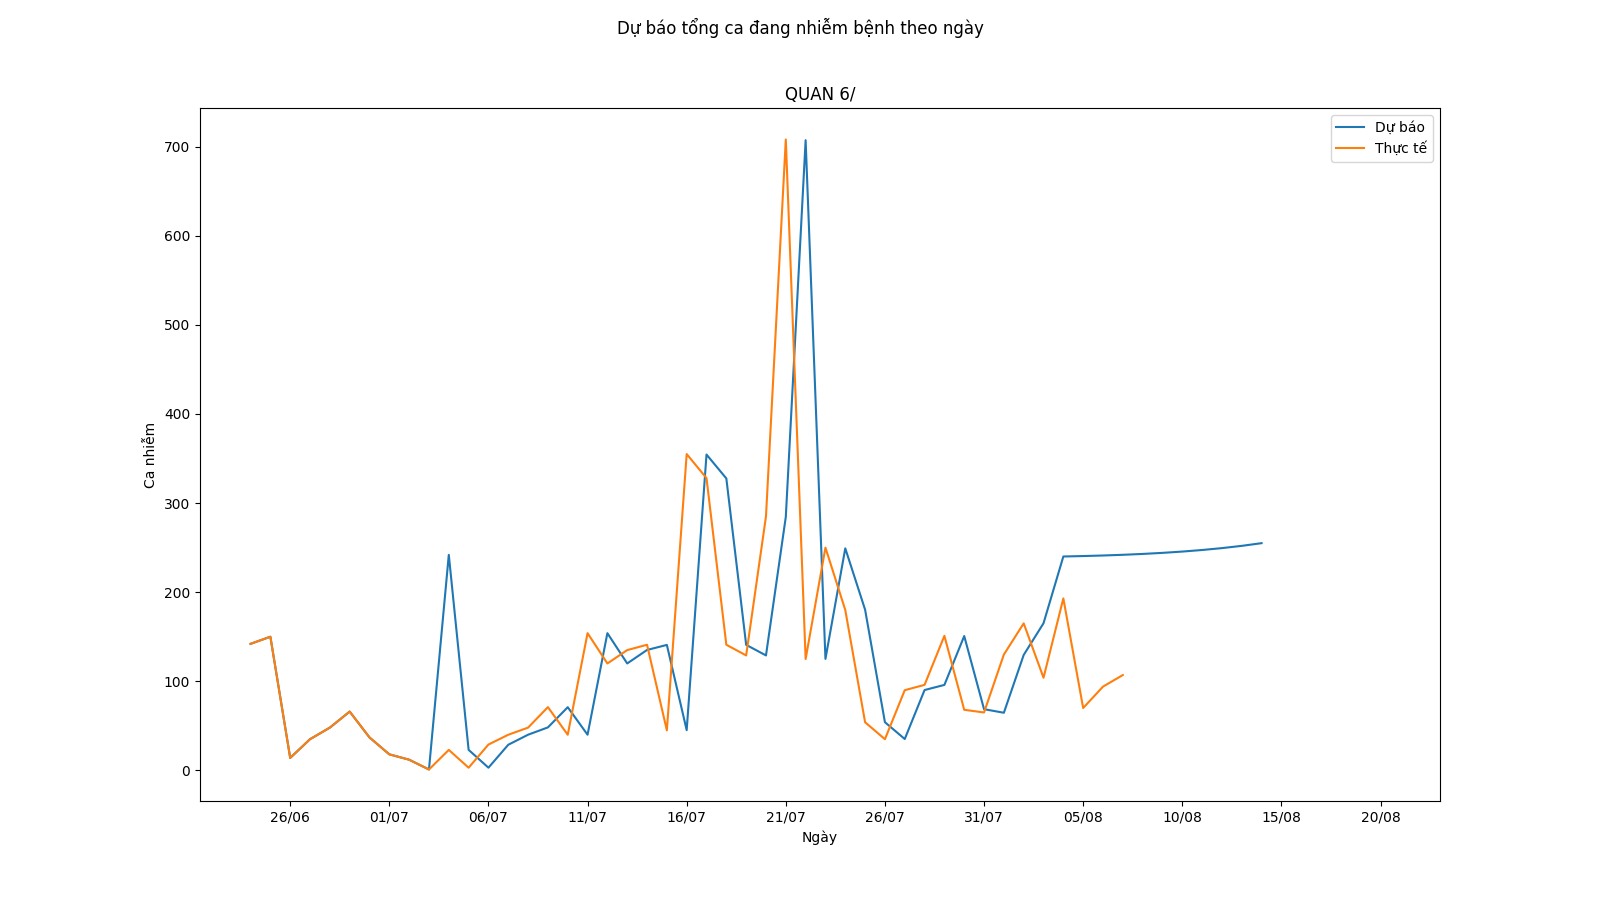 Dự báo tổng ca đang nhiễm bệnh theo ngày
QUAN 6/
Dự báo
Thực tế
700
600
500
400
300
200
100
0
Ca nhiễm
26/06 01/07 06/07 11/07 16/07 21/07 26/07 31/07 05/08 10/08 15/08 20/08
Ngày